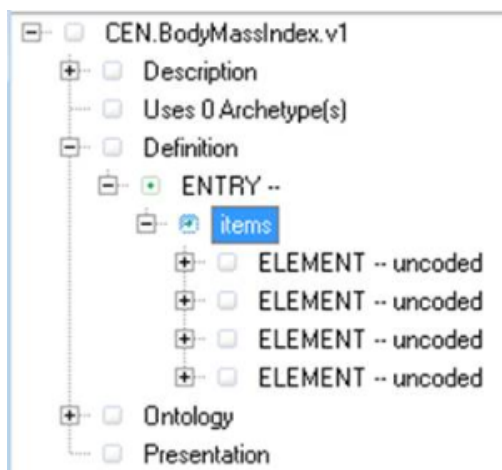 CEN.BodyMassIndex.v1
Description
Uses 0 Archetype(s)
Definition
ENTRY --
items
ELEMENT -- uncoded
ELEMENT -- uncoded
ELEMENT -- uncoded
ELEMENT -- uncoded
Ontology
Presentation